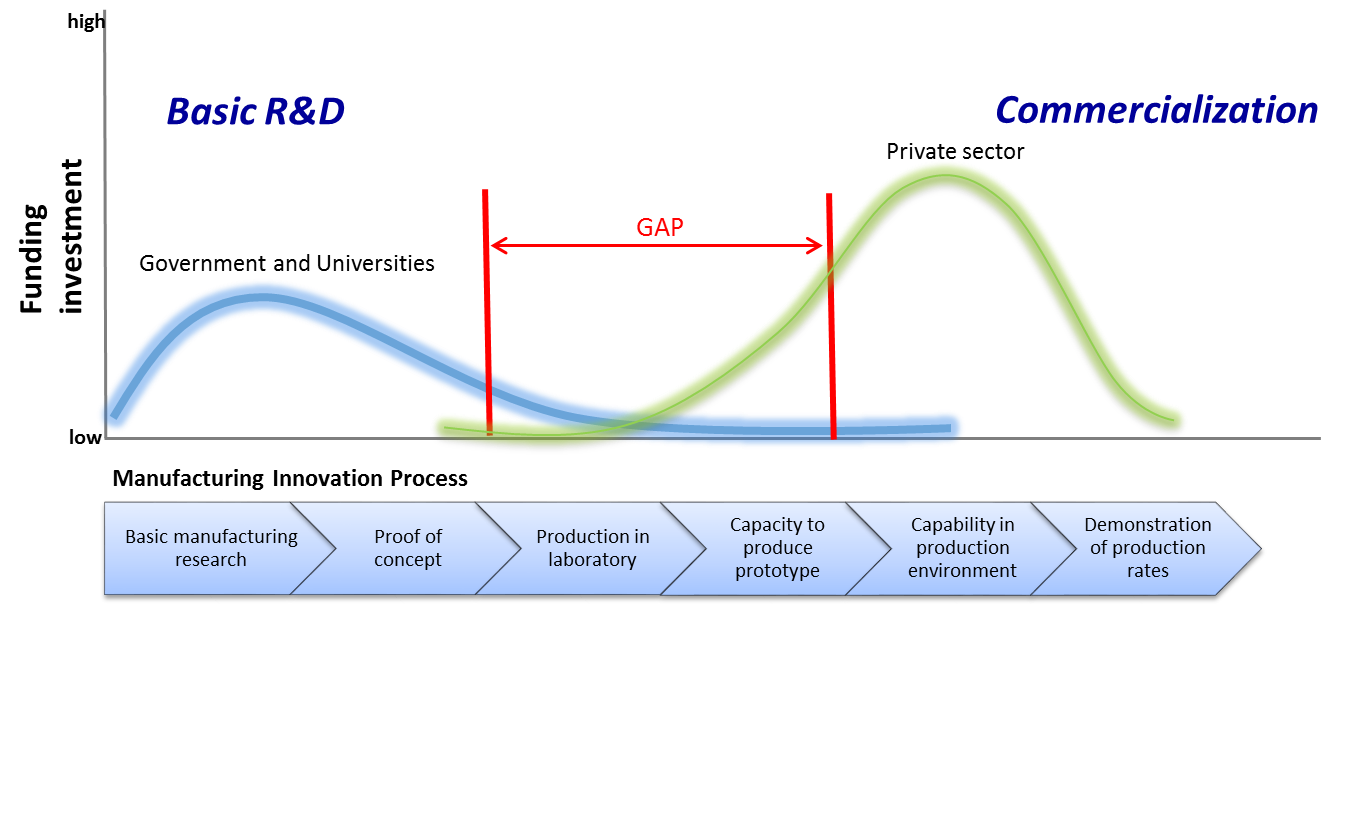 high
Basic R&D
Commercialization
Private sector
GAP
Government and Universities
Funding
investment
low
Manufacturing Innovation Process
Basic manufacturing
research
Proof of
concept
Production in
laboratory
Capacity to
produce
prototype
Capability in
production
environment
Demonstration
of production
rates